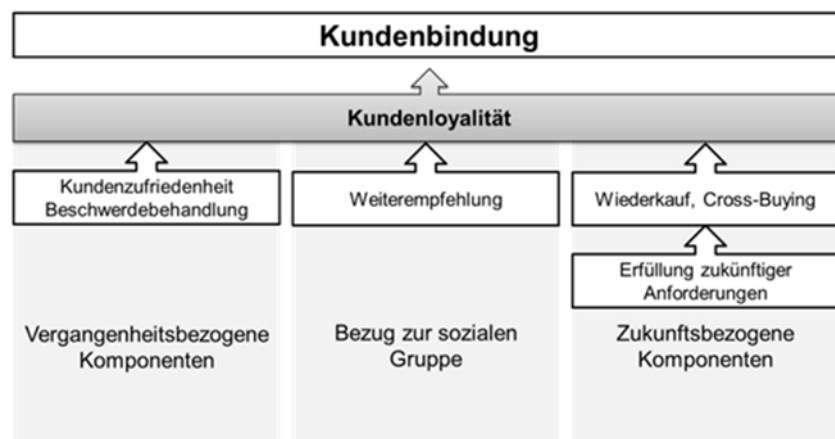 Kundenbindung
Kundenloyalität
Kundenzufriedenheit
Beschwerdebehandlung
Weiterempfehlung
Wiederkauf, Cross-Buying
Erfüllung zukünftiger
Anforderungen
Vergangenheitsbezogene
Komponenten
Bezug zur sozialen
Gruppe
Zukunftsbezogene
Komponenten